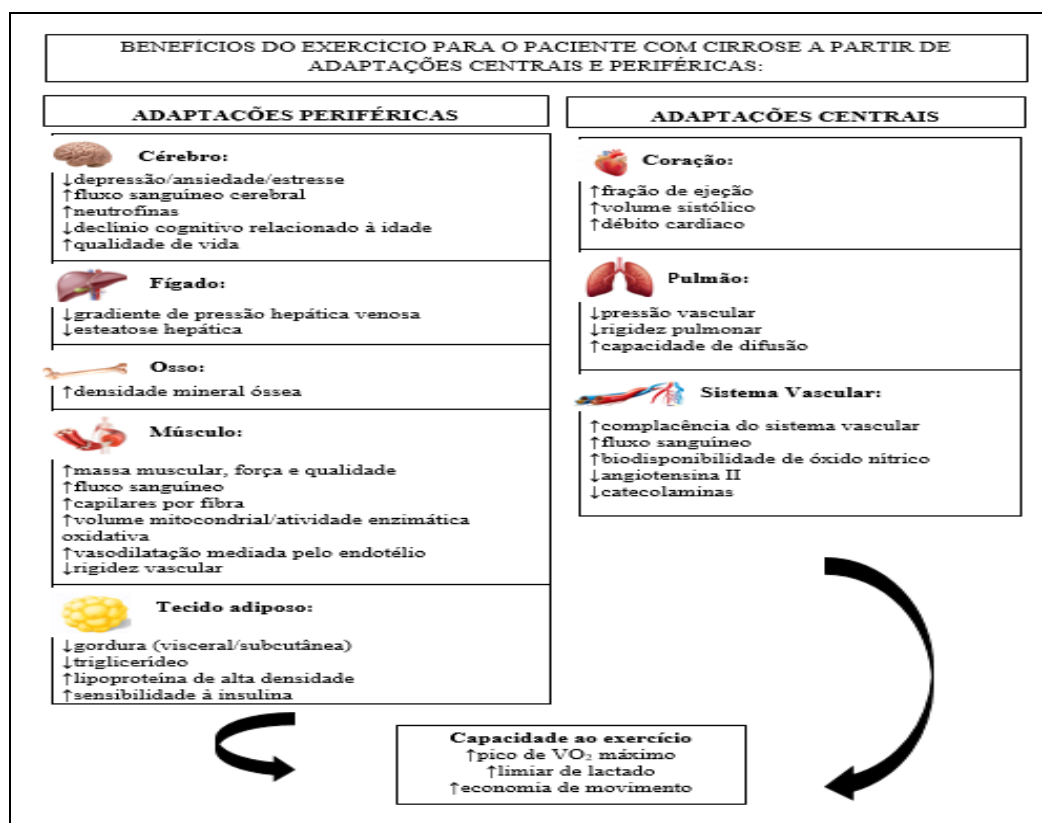 BENEFÍCIOS DO EXERCÍCIO PARA O PACIENTE COM CIRROSE A PARTIR DE
ADAPTAÇÕES CENTRAIS E PERIFÉRICAS:
ADAPTAÇÕES PERIFÉRICAS
Cérebro:
↓depressão/ansiedade/estresse
↑fluxo sanguíneo cerebral
↑neutrofinas
↓declínio cognitivo relacionado à idade
↑qualidade de vida
Fígado:
↓gradiente de pressão hepática venosa
↓esteatose hepática
Osso:
↑densidade mineral óssea
Músculo:
↑massa muscular, força e qualidade
↑fluxo sanguíneo
↑capilares por fibra
↑volume mitocondrial/atividade enzimática
oxidativa
↑vasodilatação mediada pelo endotélio
↓rigidez vascular
Tecido adiposo:
↓gordura (visceral/subcutânea)
↓triglicerídeo
↑lipoproteína de alta densidade
↑sensibilidade à insulina
ADAPTAÇÕES CENTRAIS
Coração:
↑fração de ejeção
↑volume sistólico
↑débito cardíaco
Pulmão:
↓pressão vascular
↓rigidez pulmonar
↑capacidade de difusão
Sistema Vascular:
↑complacência do sistema vascular
↑fluxo sanguíneo
↑biodisponibilidade de óxido nítrico
↓angiotensina II
↓catecolaminas
Capacidade ao exercício
↑pico de VO₂ máximo
↑limiar de lactado
↑economia de movimento